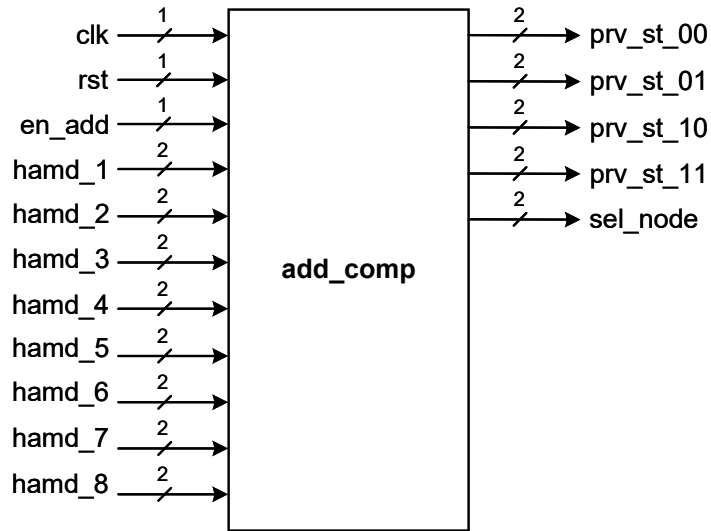 clk 1
rst 1
en_add 1
hamd_1 2
hamd_2 2
hamd_3 2
hamd_4 2
hamd_5 2
hamd_6 2
hamd_7 2
hamd_8 2
add_comp
2 prv_st_00
2 prv_st_01
2 prv_st_10
2 prv_st_11
2 sel_node